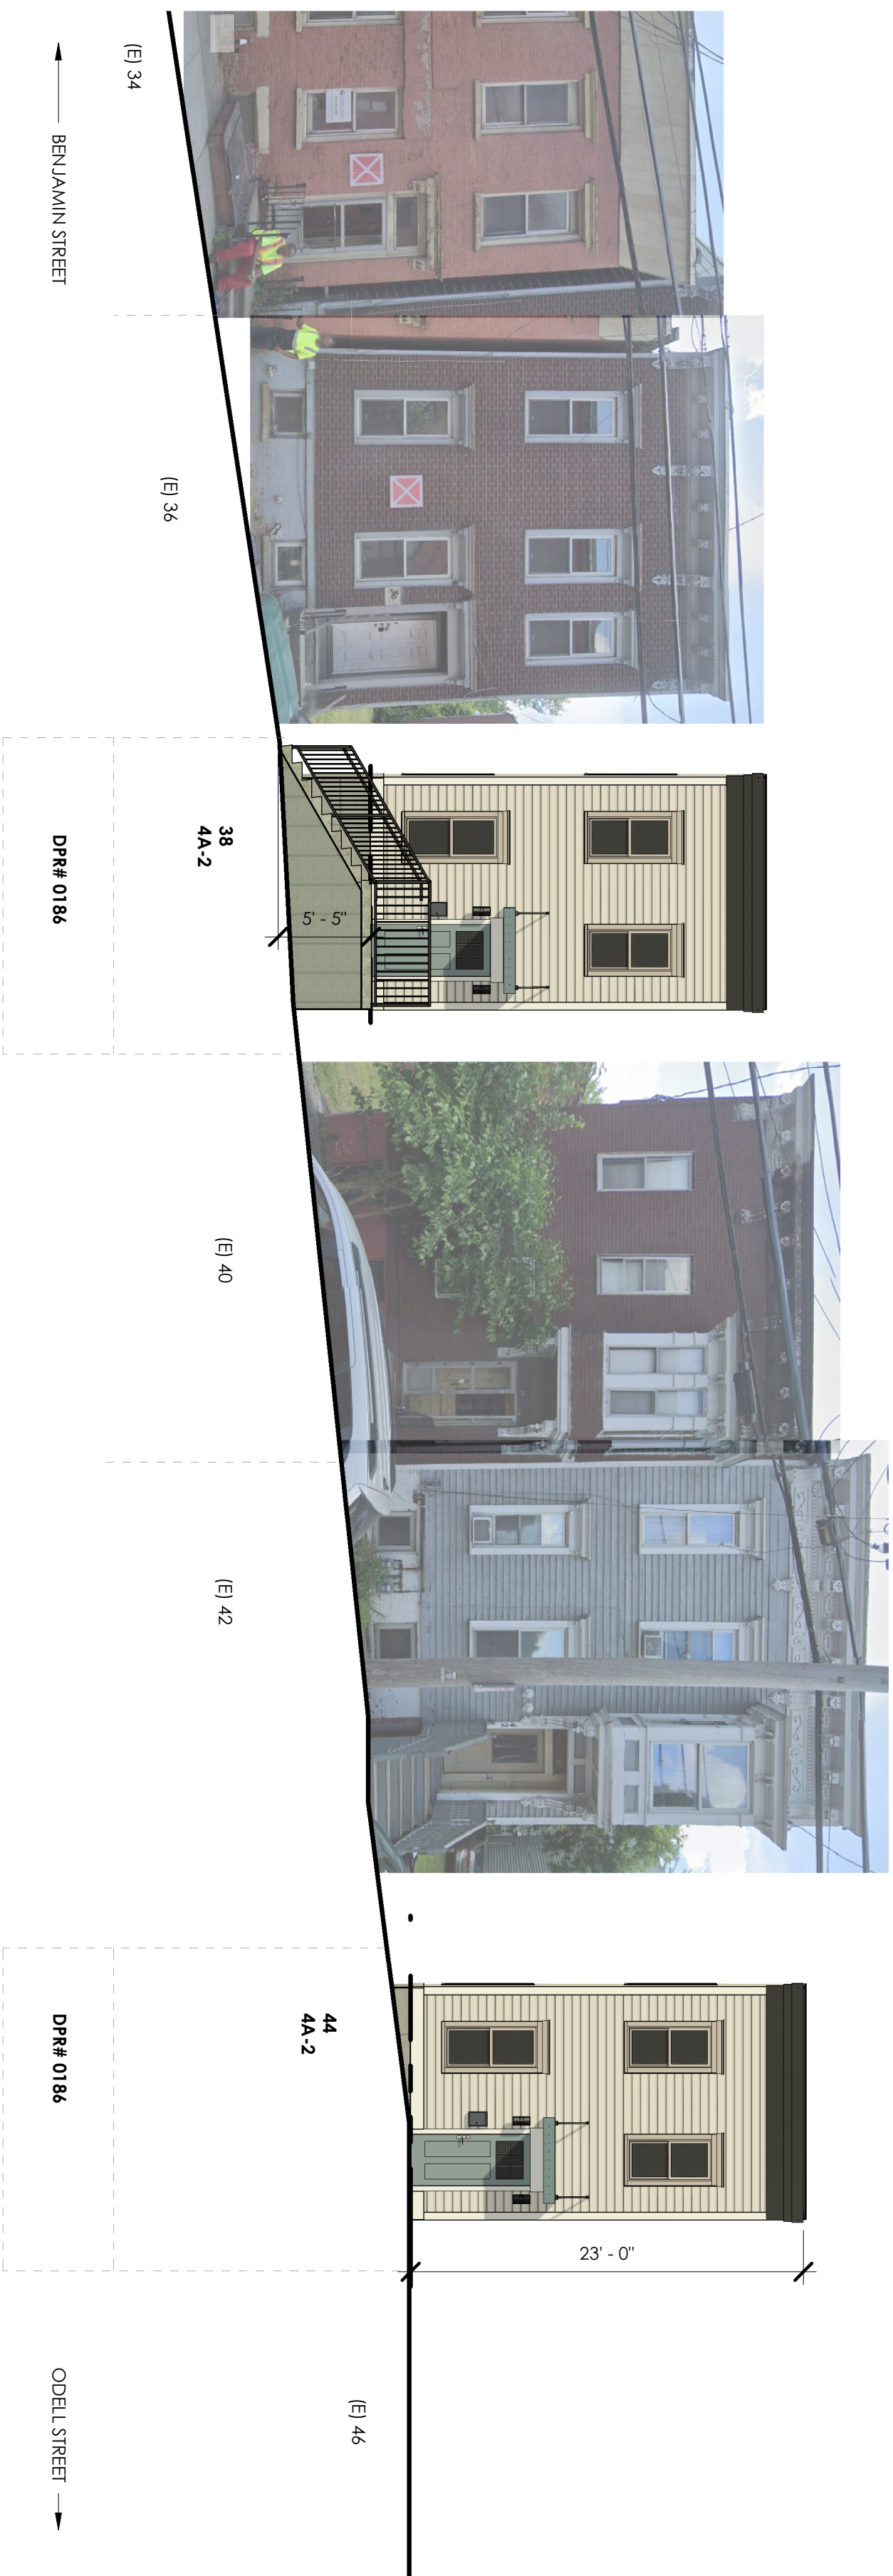 BENJAMIN STREET
(E) 34
(E) 36
38
4A-2
DPR# 0186
5' - 5"
(E) 40
(E) 42
44
4A-2
DPR# 0186
23' - 0"
(E) 46
ODELL STREET